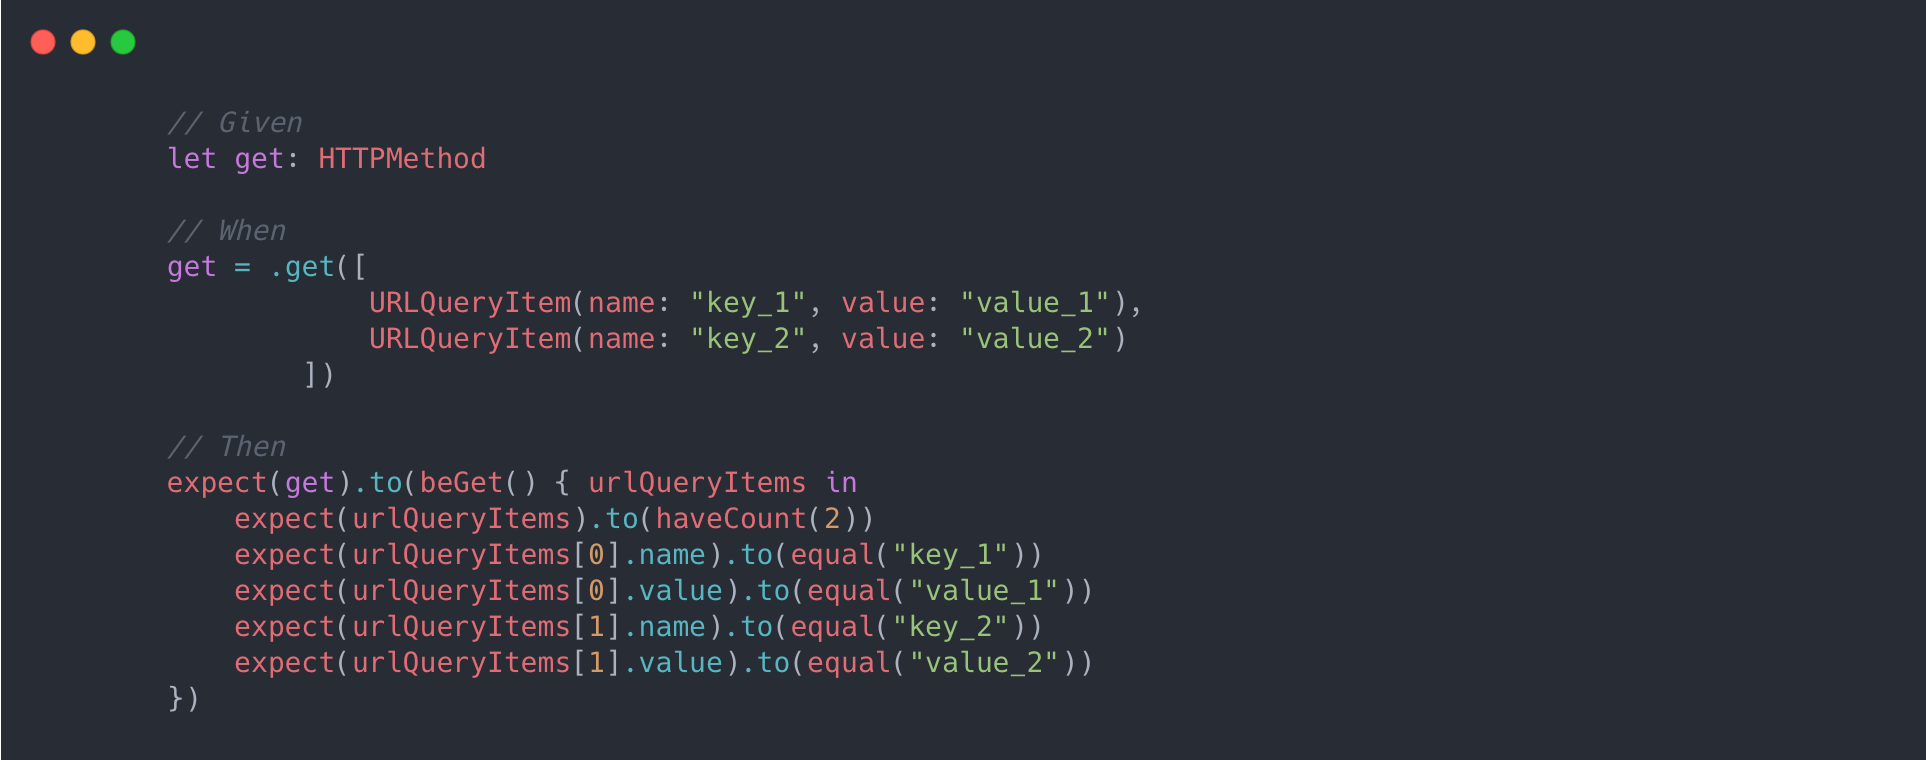 // Given
let get: HTTPMethod
// When
get = .get([
URLQueryItem(name: "key_1", value: "value_1"),
URLQueryItem(name: "key_2", value: "value_2")
])
// Then
expect(get).to(beGet() { urlQueryItems in
expect(urlQueryItems).to(haveCount(2))
expect(urlQueryItems[0].name).to(equal("key_1"))
expect(urlQueryItems[0].value).to(equal("value_1"))
expect(urlQueryItems[1].name).to(equal("key_2"))
expect(urlQueryItems[1].value).to(equal("value_2"))
})